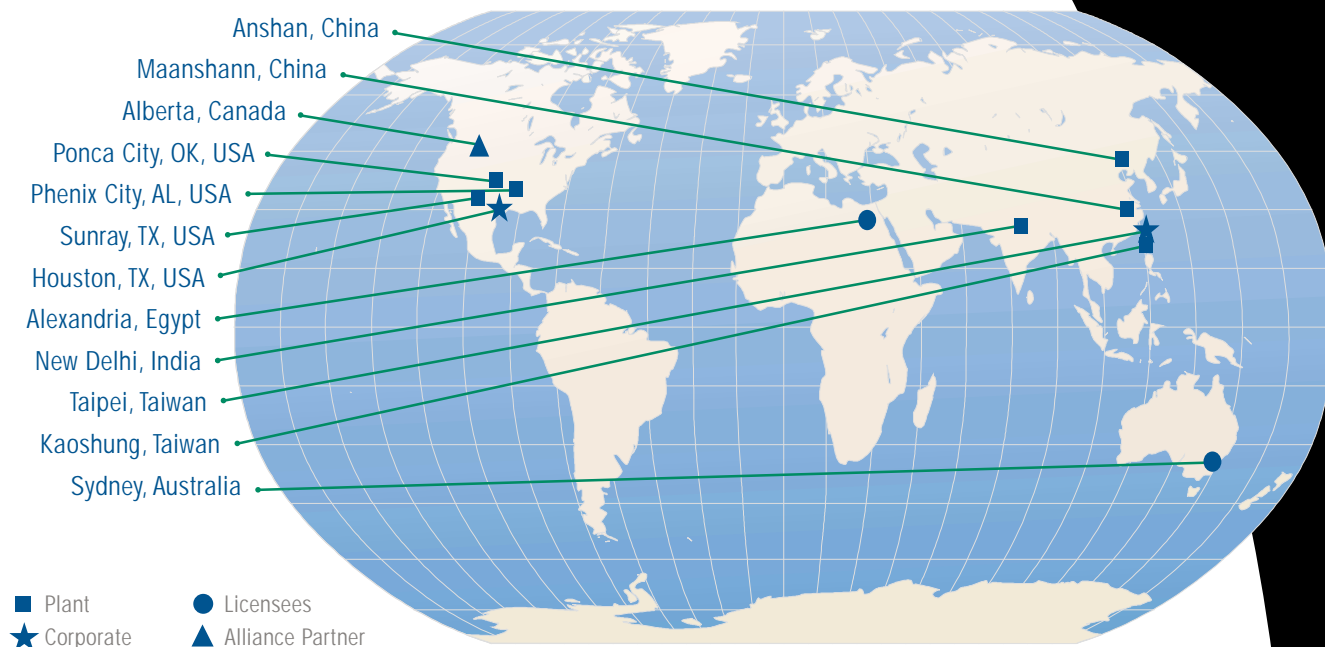 Anshan, China
Maanshann, China
Alberta, Canada
Ponca City, OK, USA
Phenix City, AL, USA
Sunray, TX, USA
Houston, TX, USA
Alexandria, Egypt
New Delhi, India
Taipei, Taiwan
Kaoshung, Taiwan
Sydney, Australia
Plant
Licensees
Corporate
Alliance Partner